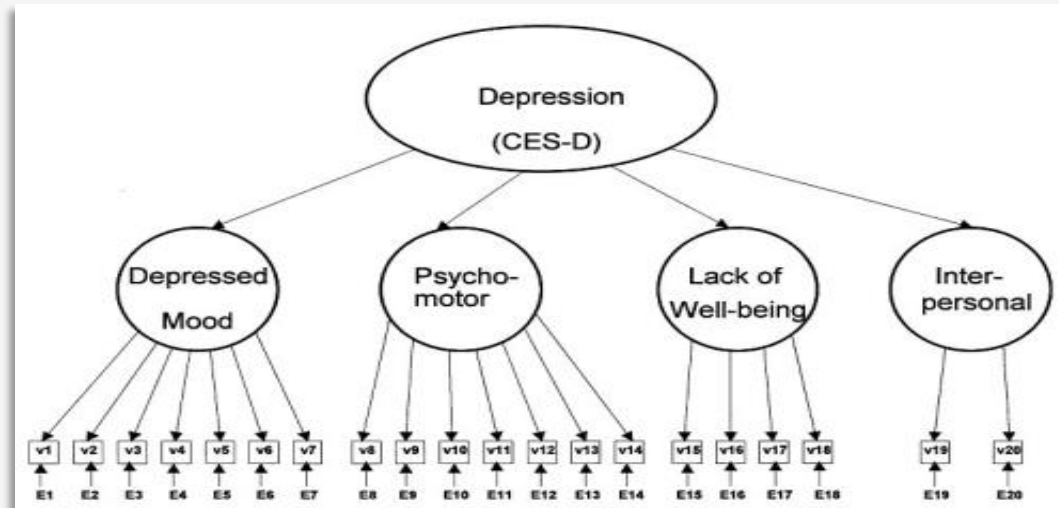 Depression
(CES-D)
Depressed
Mood
Psycho-
motor
Lack of
Well-being
Inter-
personal
v1 v2 v3 v4 v5 v6 v7 v8 v9 v10 v11 v12 v13 v14 v15 v16 v17 v18 v19 v20
E1 E2 E3 E4 E5 E6 E7 E8 E9 E10 E11 E12 E13 E14 E15 E16 E17 E18 E19 E20